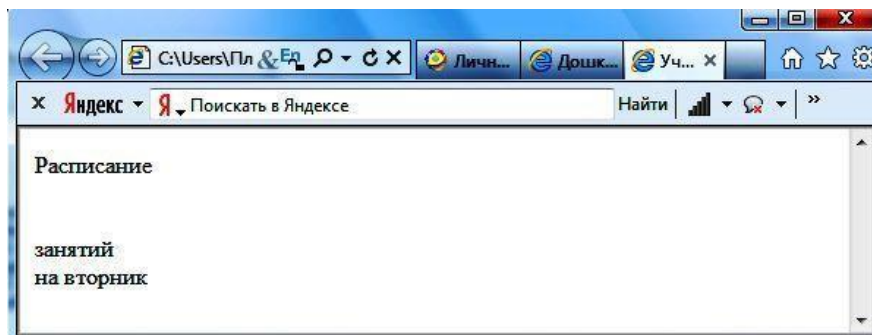 C:\Users\Пл
Личн... Дошк... Уч...
Яндекс Я Поискать в Яндексе Найти »
Расписание
занятий
на вторник